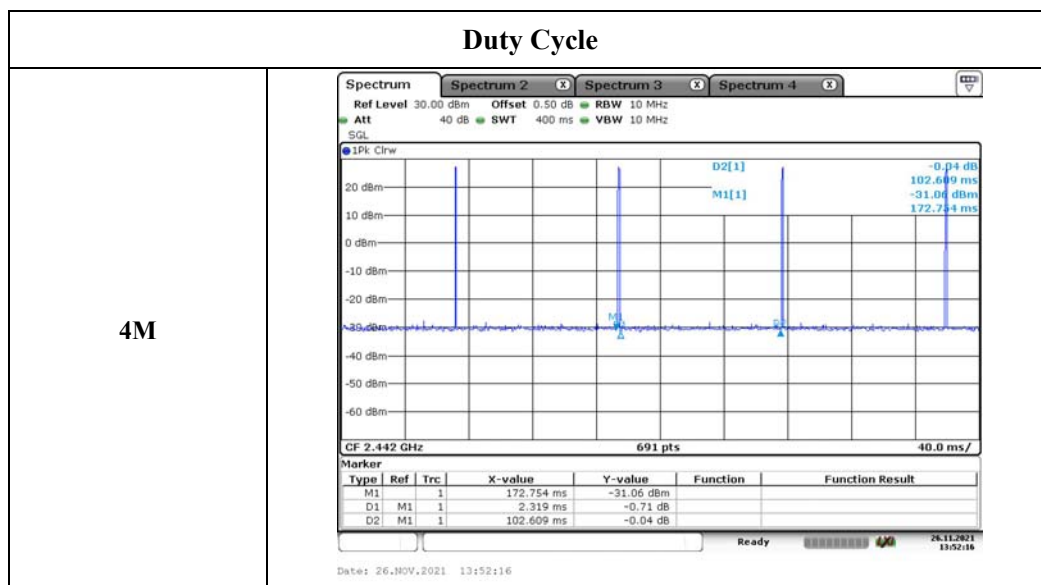 Duty Cycle
4M
Spectrum Spectrum 2 X Spectrum 3 X Spectrum 4 X
Ref Level 30.00 dBm Offset 0.50 dB RBW 10 MHz
Att 40 dB SWT 400 ms VBW 10 MHz
SGL
1Pk Clrw
D2[1] -0.04 dB
102.609 ms
M1[1] -31.06 dBm
172.754 ms
20 dBm
10 dBm
0 dBm
-10 dBm
-20 dBm
-30 dBm
M1
D2
-40 dBm
-50 dBm
-60 dBm
CF 2.442 GHz 691 pts 40.0 ms/
Marker
Type Ref Trc X-value Y-value Function Function Result
M1 1 172.754 ms -31.06 dBm
D1 M1 1 2.319 ms -0.71 dB
D2 M1 1 102.609 ms -0.04 dB
Ready 26.11.2021
13:52:16
Date: 26.NOV.2021 13:52:16